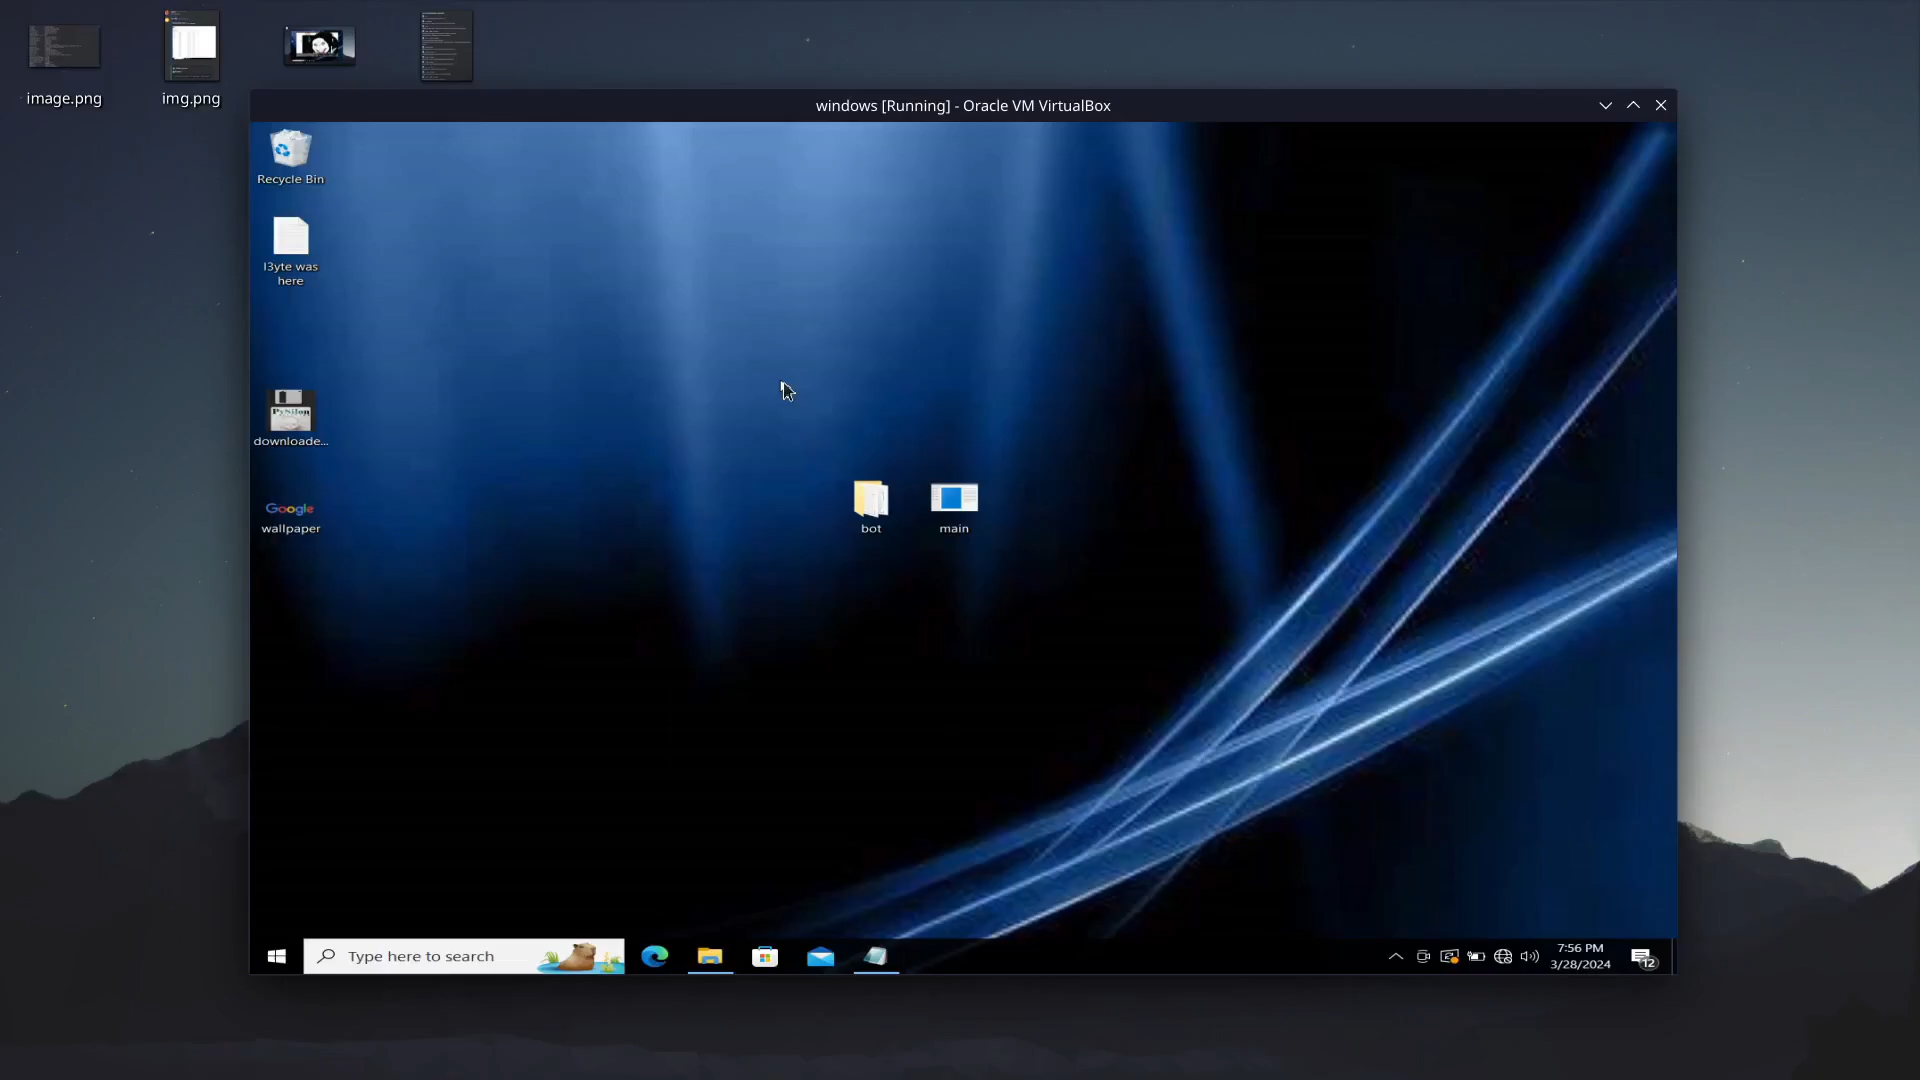 image.png
img.png
windows [Running] - Oracle VM VirtualBox
Recycle Bin
l3yte was
here
PySilon
downloade...
Google
wallpaper
bot
main
Type here to search
7:56 PM
3/28/2024
12